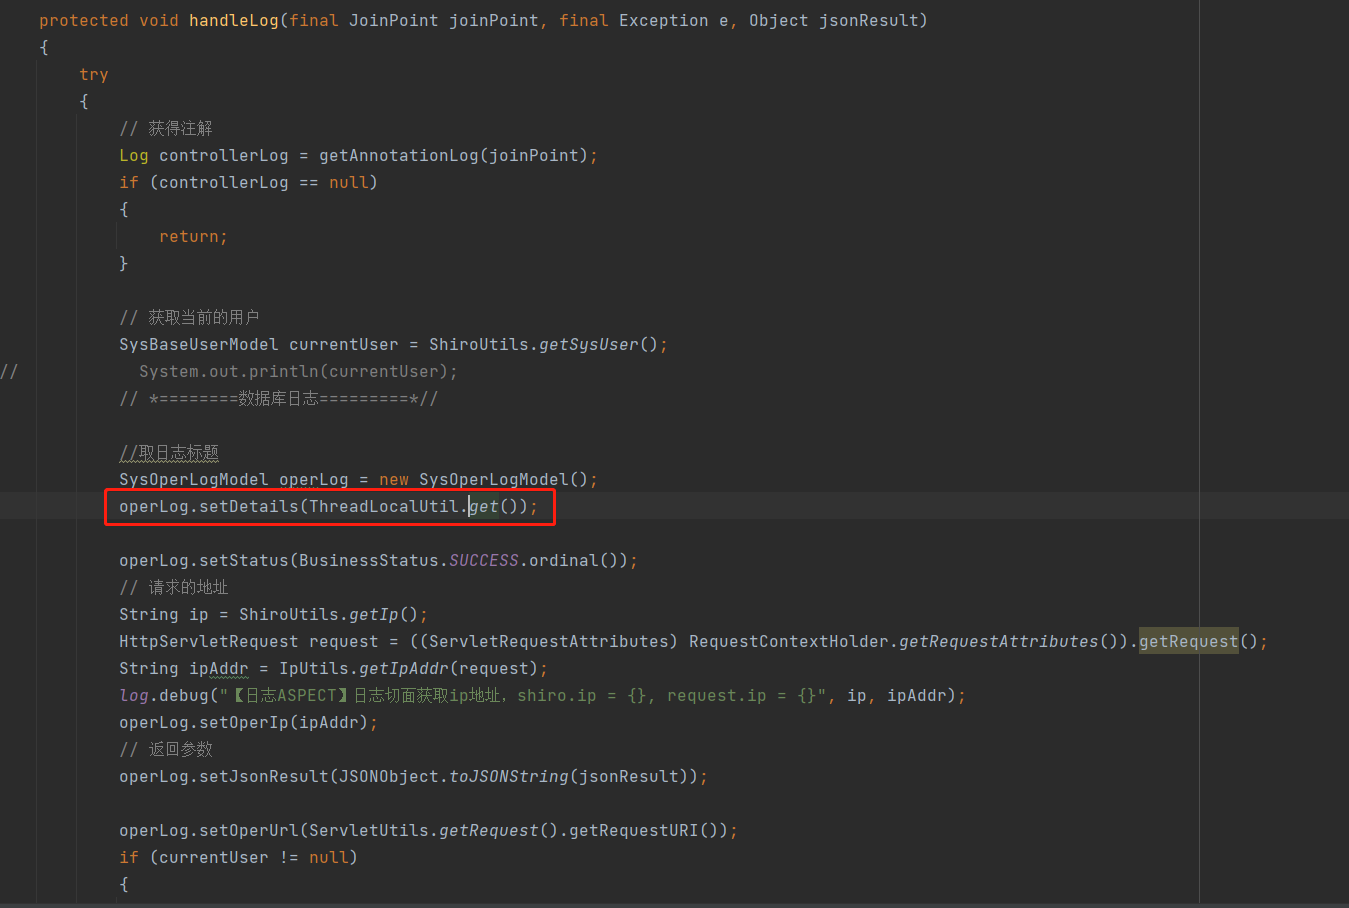 protected void handleLog(final JoinPoint joinPoint, final Exception e, Object jsonResult)
{
try
{
// 获得注解
Log controllerLog = getAnnotationLog(joinPoint);
if (controllerLog == null)
{
return;
}
// 获取当前的用户
SysBaseUserModel currentUser = ShiroUtils.getSysUser();
// System.out.println(currentUser);
// *========数据库日志=========*//
//取日志标题
SysOperLogModel operLog = new SysOperLogModel();
operLog.setDetails(ThreadLocalUtil.get());
operLog.setStatus(BusinessStatus.SUCCESS.ordinal());
// 请求的地址
String ip = ShiroUtils.getIp();
HttpServletRequest request = ((ServletRequestAttributes) RequestContextHolder.getRequestAttributes()).getRequest();
String ipAddr = IpUtils.getIpAddr(request);
log.debug("【日志ASPECT】日志切面获取ip地址，shiro.ip = {}, request.ip = {}", ip, ipAddr);
operLog.setOperIp(ipAddr);
// 返回参数
operLog.setJsonResult(JSONObject.toJSONString(jsonResult));
operLog.setOperUrl(ServletUtils.getRequest().getRequestURI());
if (currentUser != null)
{